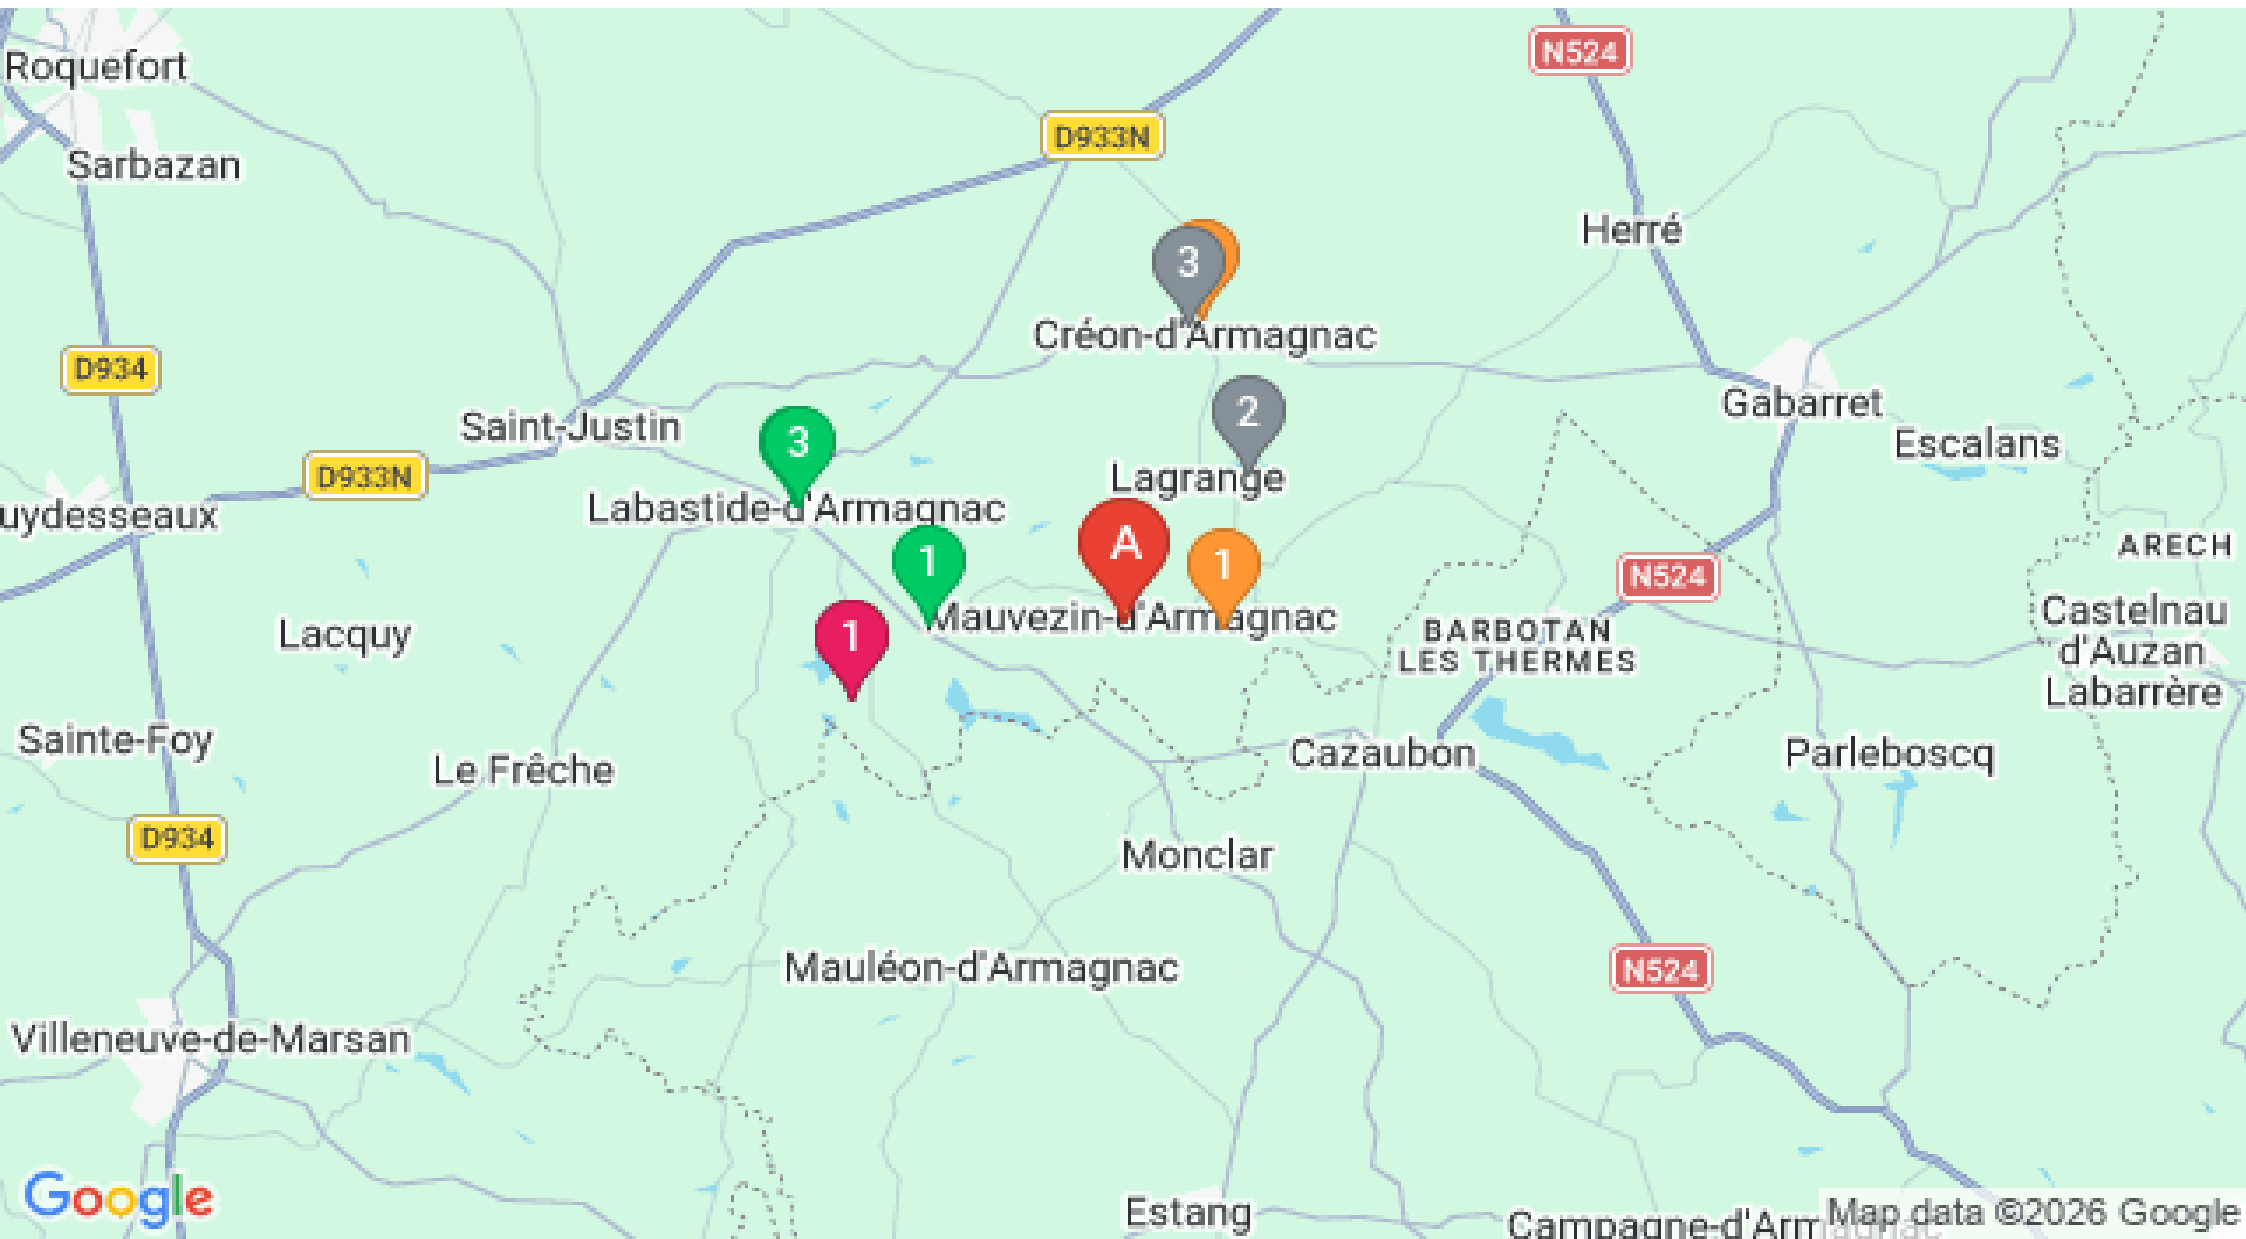 Roquefort
N524
D933N
Sarbazan
Herré
3
Créon-d'Armagnac
D934
Gabarret
2
Saint-Justin
3
Escalans
D933N
Lagrange
Labastide-d'Armagnac
uydesseaux
A
ARECH
1
1
N524
Mauvezin-d'Armagnac
Castelnau
d'Auzan
Labarrère
Lacquy
1
BARBOTAN
LES THERMES
Sainte-Foy
Le Frêche
Cazaubon
Parleboscq
D934
Monclar
Mauléon-d'Armagnac
N524
Villeneuve-de-Marsan
Google
Estang
Campagne-d'Arm
Map data ©2026 Google